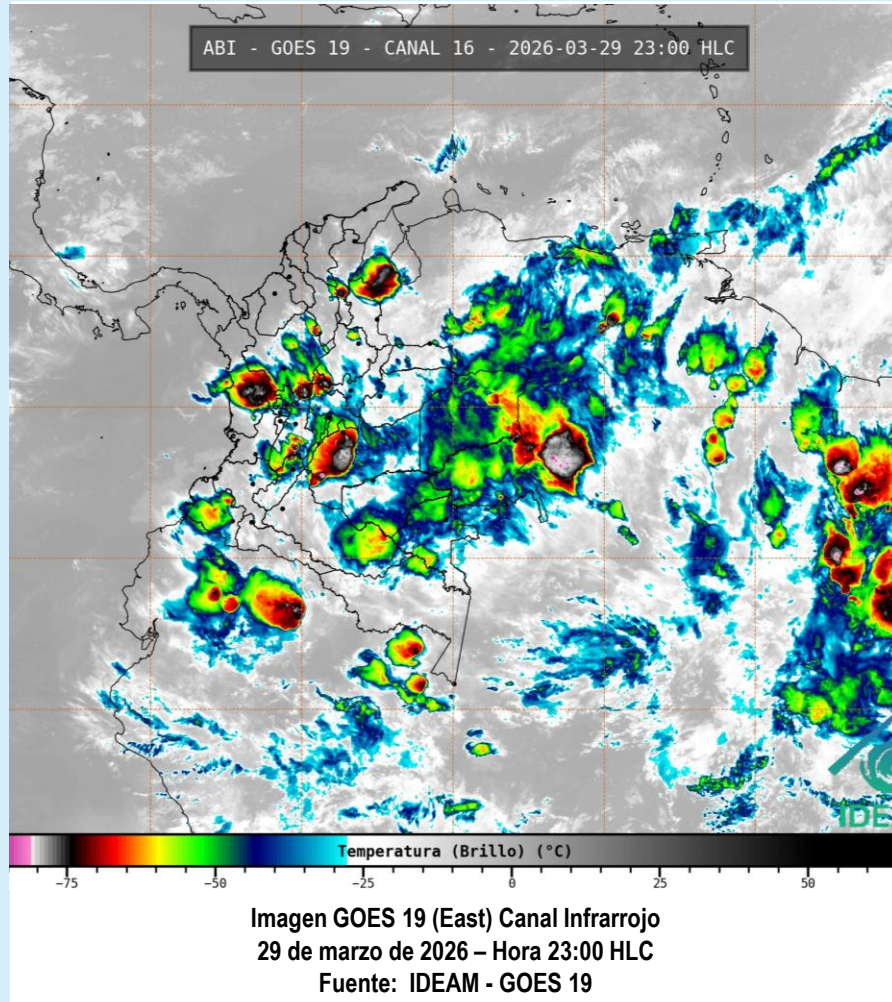 ABI - GOES 19 - CANAL 16 - 2026-03-29 23:00 HLC
Temperatura (Brillo) (°C)
−75 −50 −25 0 25 50
Imagen GOES 19 (East) Canal Infrarrojo
29 de marzo de 2026 – Hora 23:00 HLC
Fuente: IDEAM - GOES 19